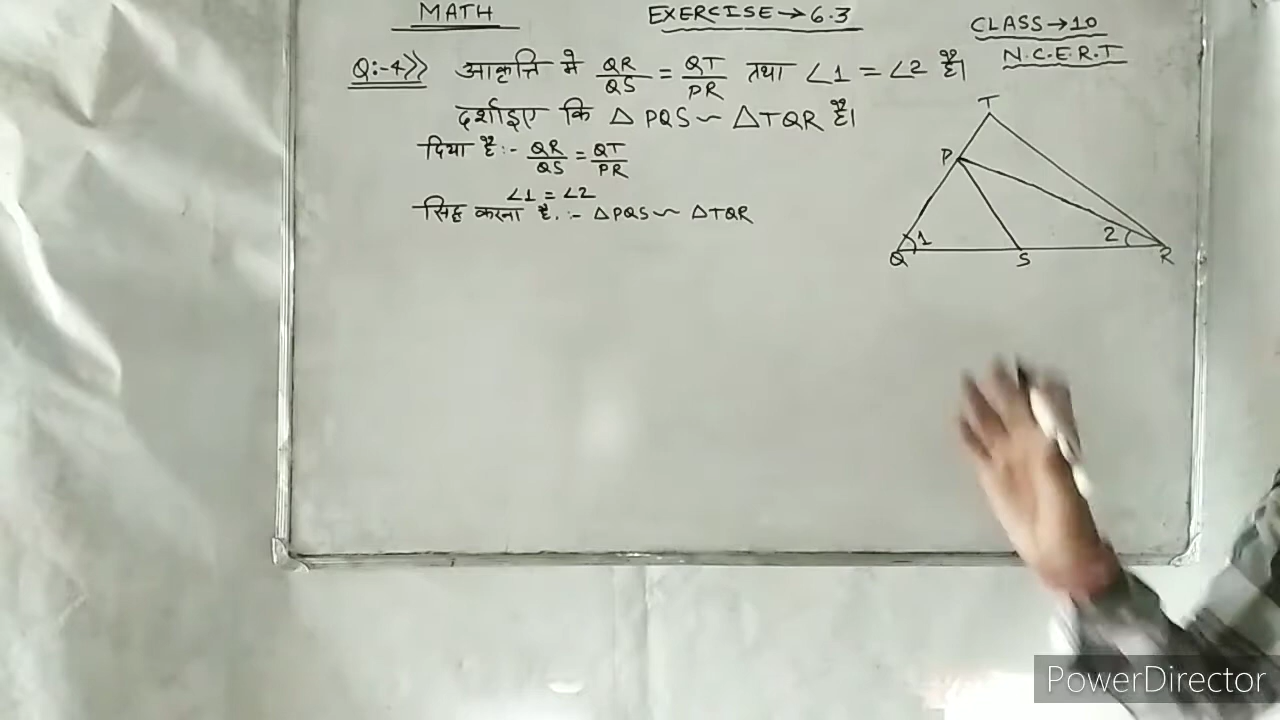 MATH EXERCISE→6.3 CLASS→10
N.C.E.R.T
Q:-4>> आकृति में QR/QS = QT/PR तथा ∠1 = ∠2 है।
दर्शाइए कि △ PQS ~ △TQR है।
दिया है:- QR/QS = QT/PR
∠1 = ∠2
सिद्ध करना है.:- △PQS ~ △TQR
T
P
1
2
Q
S
R
PowerDirector